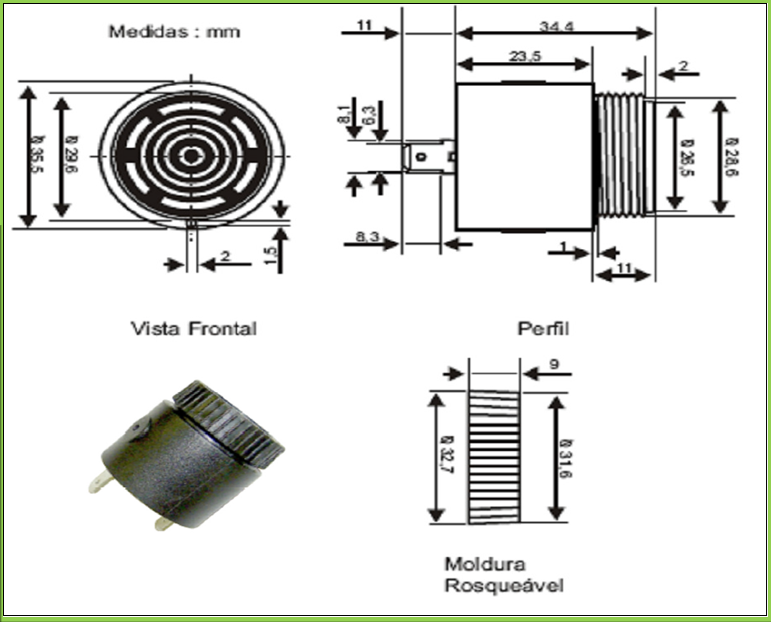 Medidas : mm
11
34.4
23,5
2
8,1
6,3
ø 35,5
ø 29,6
ø 26,5
ø 28,6
2
1,5
8,3
1
11
Vista Frontal
Perfil
9
ø 32,7
ø 31,6
Moldura
Rosqueável